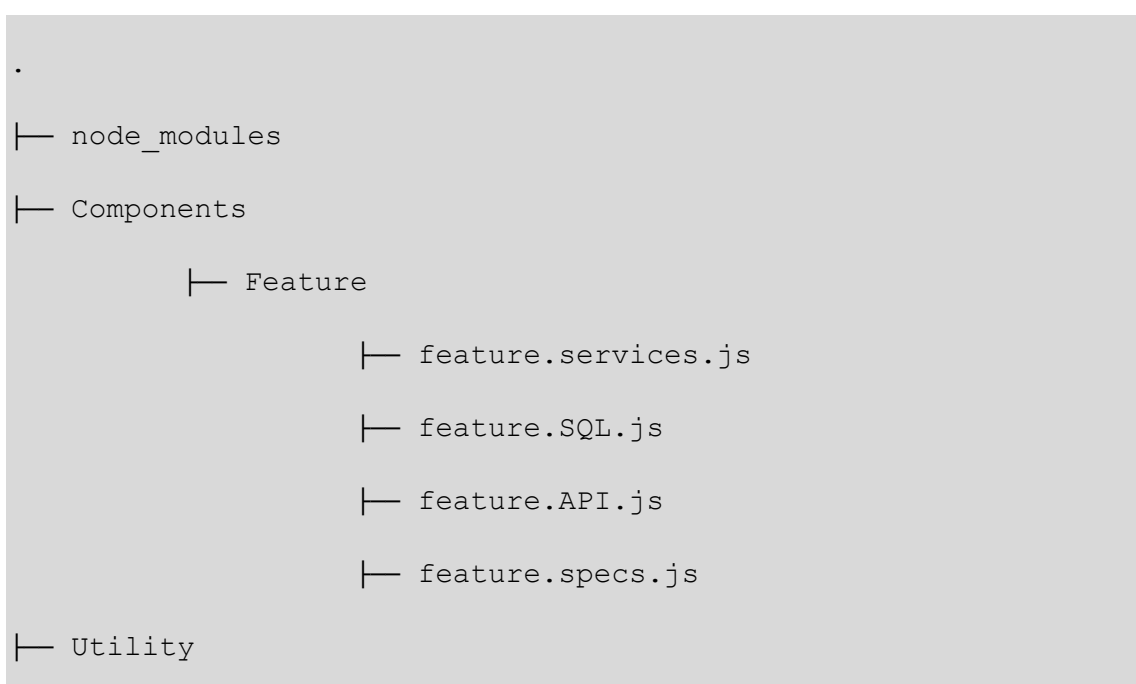 .
├── node_modules
├── Components
├── Feature
├── feature.services.js
├── feature.SQL.js
├── feature.API.js
├── feature.specs.js
├── Utility